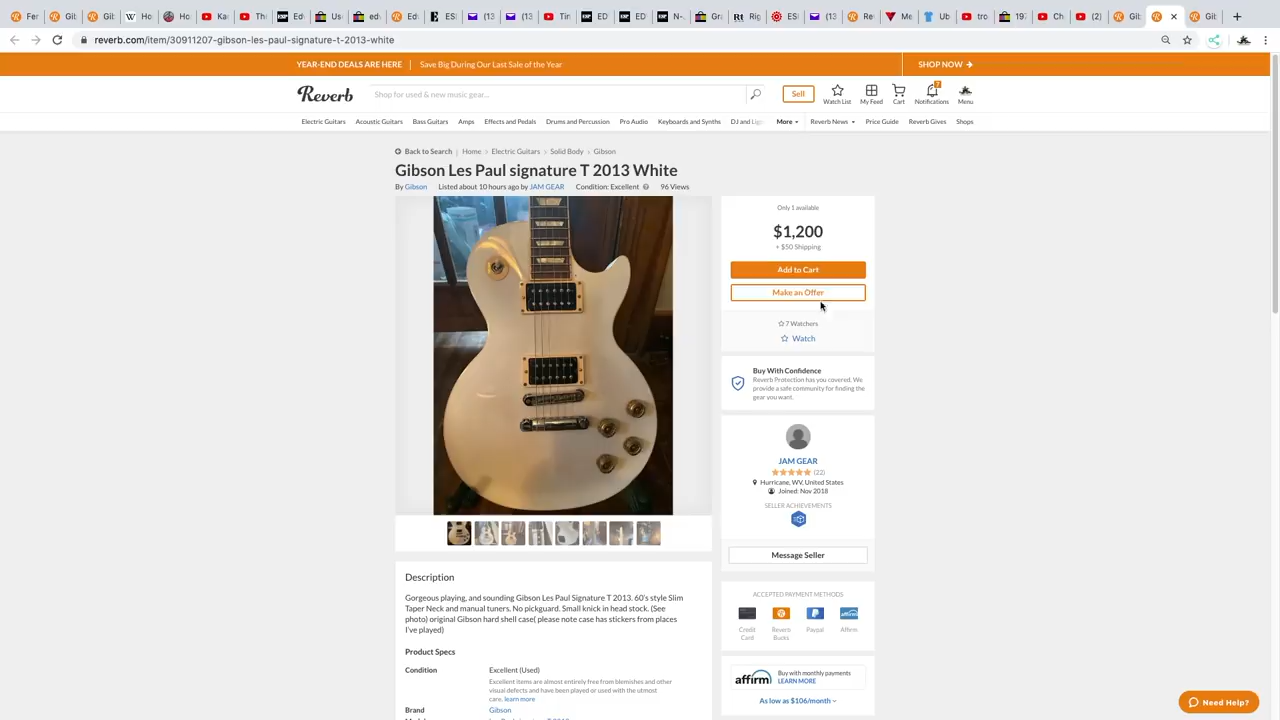 Fer
Git
Wi
Ho
reverb.com/item/30911207-gibson-les-paul-signature-t-2013-white
YEAR-END DEALS ARE HERE | Save Big During Our Last Sale of the Year
SHOP NOW
Reverb
Shop for used & new music gear...
Sell
Watch List
My Feed
Cart
Notifications
Menu
Electric Guitars
Acoustic Guitars
Bass Guitars
Amps
Effects and Pedals
Drums and Percussion
Pro Audio
Keyboards and Synths
DJ and Lig
More
Reverb News
Price Guide
Reverb Gives
Shops
Back to Search | Home > Electric Guitars > Solid Body > Gibson
Gibson Les Paul signature T 2013 White
By Gibson Listed about 10 hours ago by JAM GEAR Condition: Excellent 96 Views
Only 1 available
$1,200
+ $50 Shipping
Add to Cart
Make an Offer
7 Watchers
Watch
Buy With Confidence
Reverb Protection has you covered. We
provide a safe community for finding the
gear you want.
JAM GEAR
(22)
Hurricane, WV, United States
Joined: Nov 2018
SELLER ACHIEVEMENTS
Message Seller
ACCEPTED PAYMENT METHODS
Credit
Card
Reverb
Bucks
Paypal
Affirm
affirm
Buy with monthly payments
LEARN MORE
As low as $106/month
Description
Gorgeous playing, and sounding Gibson Les Paul Signature T 2013. 60's style Slim
Taper Neck and manual tuners. No pickguard. Small knick in head stock. (See
photo) original Gibson hard shell case( please note case has stickers from places
I've played)
Product Specs
Condition
Excellent (Used)
Excellent items are almost entirely free from blemishes and other
visual defects and have been played or used with the utmost
care. learn more
Brand
Gibson
Need Help?